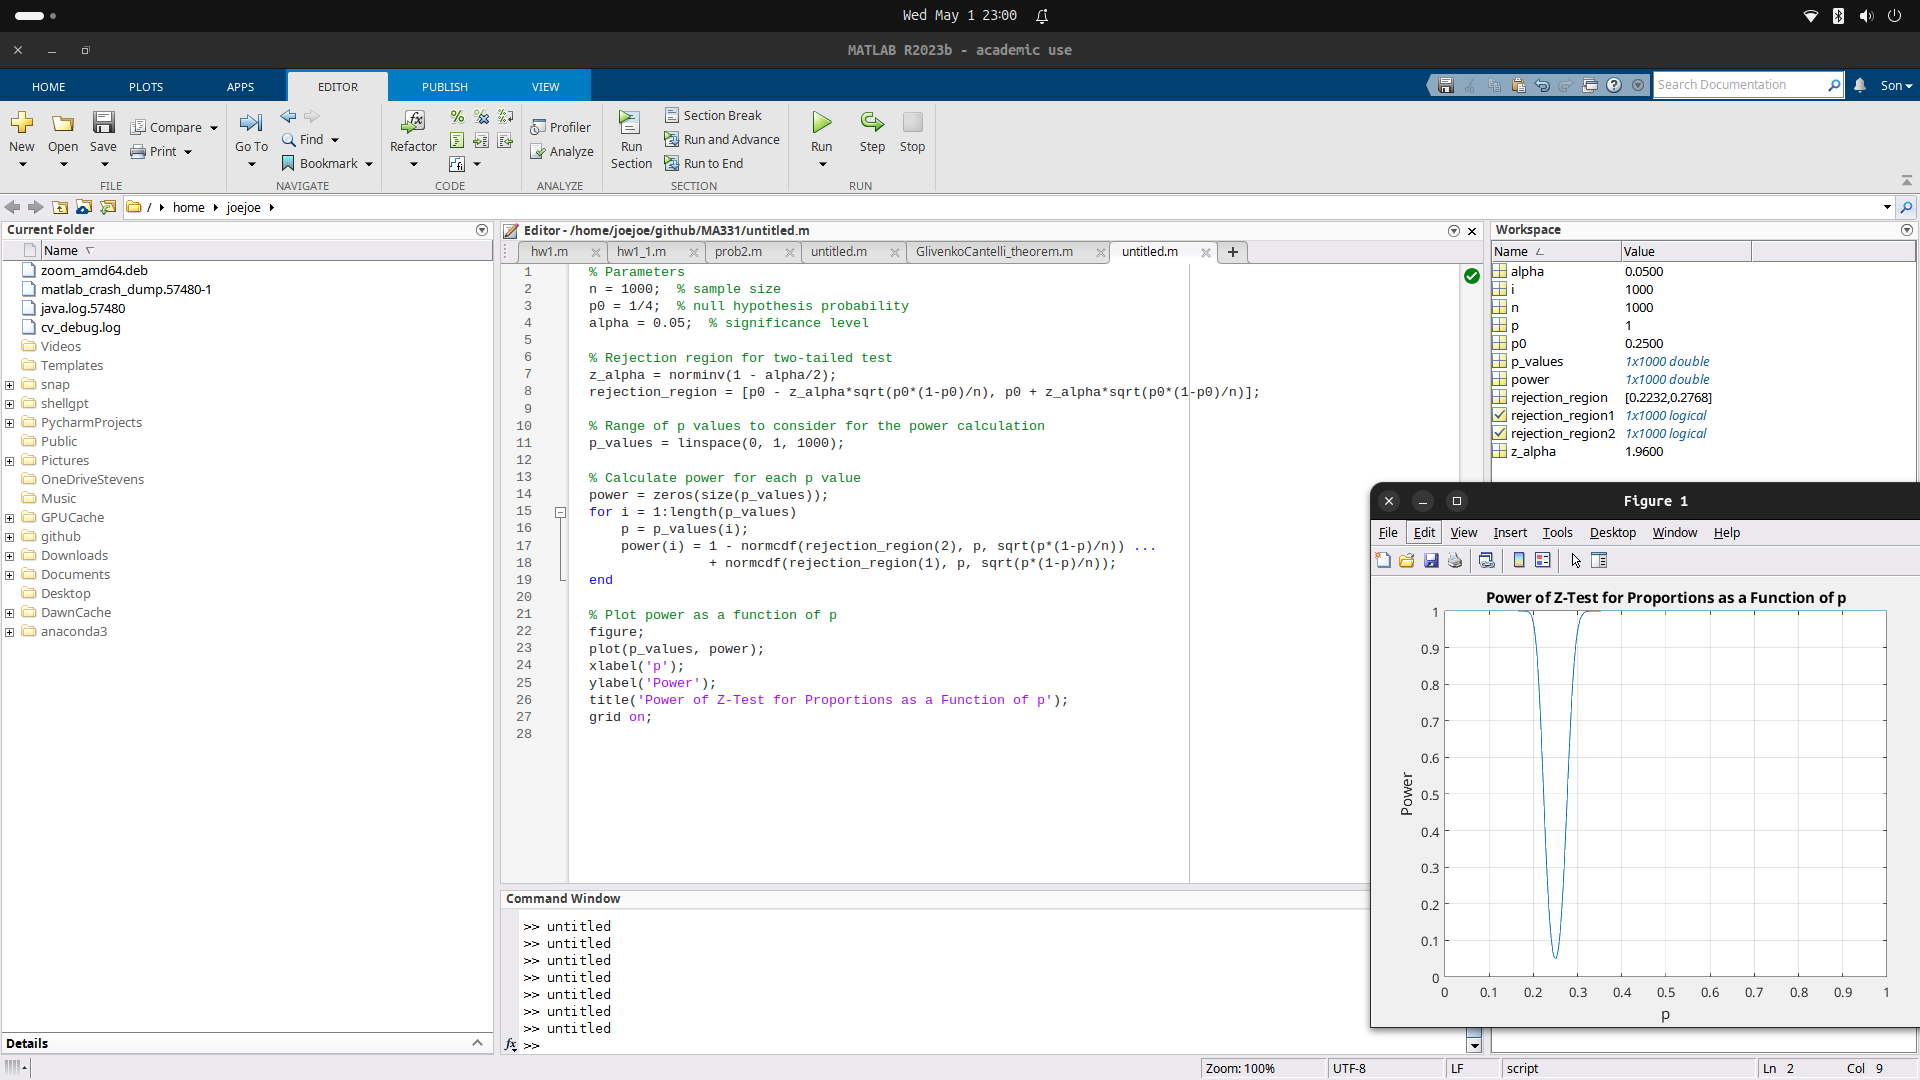 Wed May 1 23:00
MATLAB R2023b - academic use
HOME PLOTS APPS EDITOR PUBLISH VIEW
Search Documentation
Son
New Open Save
Compare
Print
FILE
Go To
Find
Bookmark
NAVIGATE
Refactor
CODE
Profiler
Analyze
ANALYZE
Run Section
Section Break
Run and Advance
Run to End
SECTION
Run Step Stop
RUN
/ home joejoe
Current Folder
Name
zoom_amd64.deb
matlab_crash_dump.57480-1
java.log.57480
cv_debug.log
Videos
Templates
snap
shellgpt
PycharmProjects
Public
Pictures
OneDriveStevens
Music
GPUCache
github
Downloads
Documents
Desktop
DawnCache
anaconda3
Details
Editor - /home/joejoe/github/MA331/untitled.m
hw1.m hw1_1.m prob2.m untitled.m GlivenkoCantelli_theorem.m untitled.m
1 % Parameters
2 n = 1000;  % sample size
3 p0 = 1/4;  % null hypothesis probability
4 alpha = 0.05;  % significance level
5
6 % Rejection region for two-tailed test
7 z_alpha = norminv(1 - alpha/2);
8 rejection_region = [p0 - z_alpha*sqrt(p0*(1-p0)/n), p0 + z_alpha*sqrt(p0*(1-p0)/n)];
9
10 % Range of p values to consider for the power calculation
11 p_values = linspace(0, 1, 1000);
12
13 % Calculate power for each p value
14 power = zeros(size(p_values));
15 for i = 1:length(p_values)
16 p = p_values(i);
17 power(i) = 1 - normcdf(rejection_region(2), p, sqrt(p*(1-p)/n)) ...
18 + normcdf(rejection_region(1), p, sqrt(p*(1-p)/n));
19 end
20
21 % Plot power as a function of p
22 figure;
23 plot(p_values, power);
24 xlabel('p');
25 ylabel('Power');
26 title('Power of Z-Test for Proportions as a Function of p');
27 grid on;
28
Command Window
>> untitled
>> untitled
>> untitled
>> untitled
>> untitled
>> untitled
>> untitled
fx >>
Workspace
Name Value
alpha 0.0500
i 1000
n 1000
p 1
p0 0.2500
p_values 1x1000 double
power 1x1000 double
rejection_region [0.2232,0.2768]
rejection_region1 1x1000 logical
rejection_region2 1x1000 logical
z_alpha 1.9600
Figure 1
File Edit View Insert Tools Desktop Window Help
Power of Z-Test for Proportions as a Function of p
1
0.9
0.8
0.7
0.6
0.5
0.4
0.3
0.2
0.1
0
Power
0 0.1 0.2 0.3 0.4 0.5 0.6 0.7 0.8 0.9 1
p
Zoom: 100% UTF-8 LF script Ln 2 Col 9